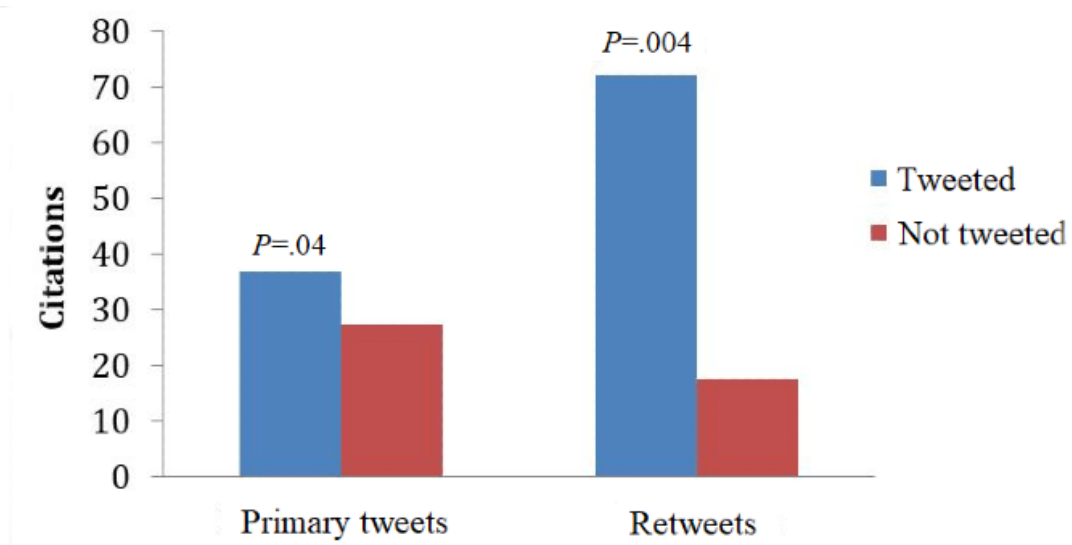 80
70
60
50
40
30
20
10
0
Citations
P=.04
P=.004
Primary tweets
Retweets
Tweeted
Not tweeted